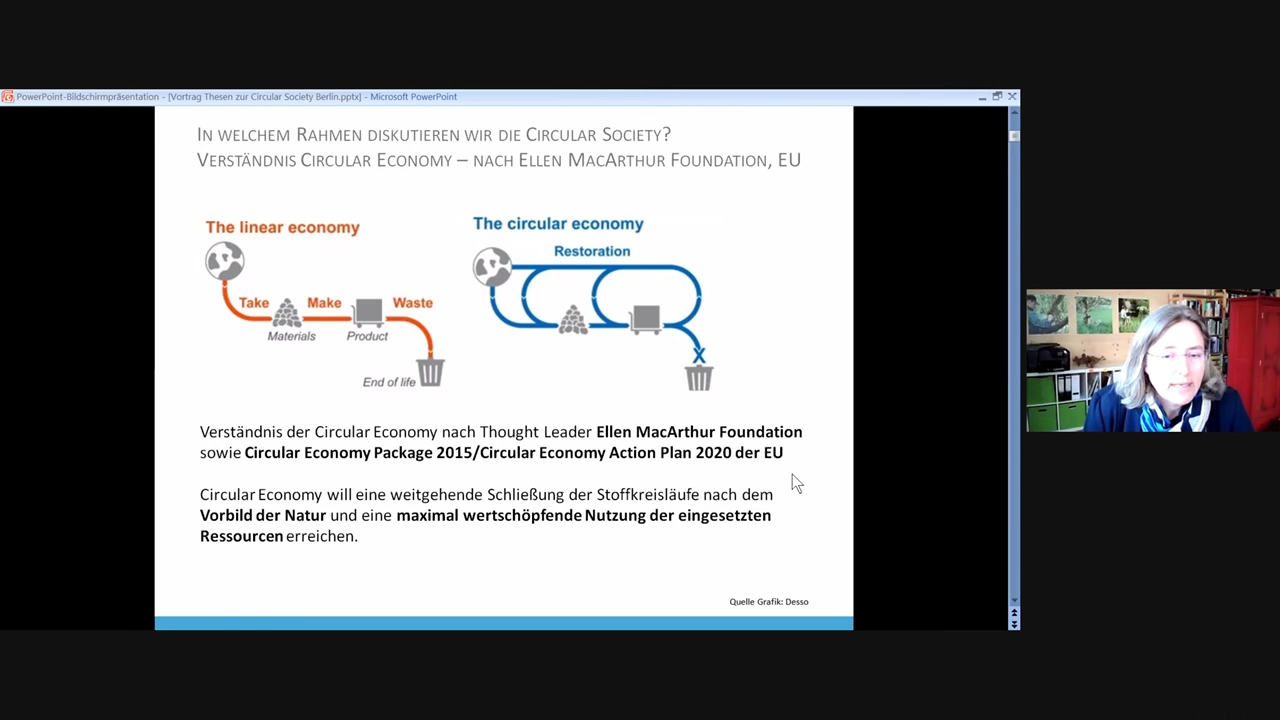 PowerPoint-Bildschirmpräsentation - [Vortrag Thesen zur Circular Society Berlin.pptx] - Microsoft PowerPoint
IN WELCHEM RAHMEN DISKUTIEREN WIR DIE CIRCULAR SOCIETY?
VERSTÄNDNIS CIRCULAR ECONOMY – NACH ELLEN MACARTHUR FOUNDATION, EU
The linear economy
Take
Make
Waste
Materials
Product
End of life
The circular economy
Restoration
X
Verständnis der Circular Economy nach Thought Leader Ellen MacArthur Foundation
sowie Circular Economy Package 2015/Circular Economy Action Plan 2020 der EU
Circular Economy will eine weitgehende Schließung der Stoffkreisläufe nach dem
Vorbild der Natur und eine maximal wertschöpfende Nutzung der eingesetzten
Ressourcen erreichen.
Quelle Grafik: Desso